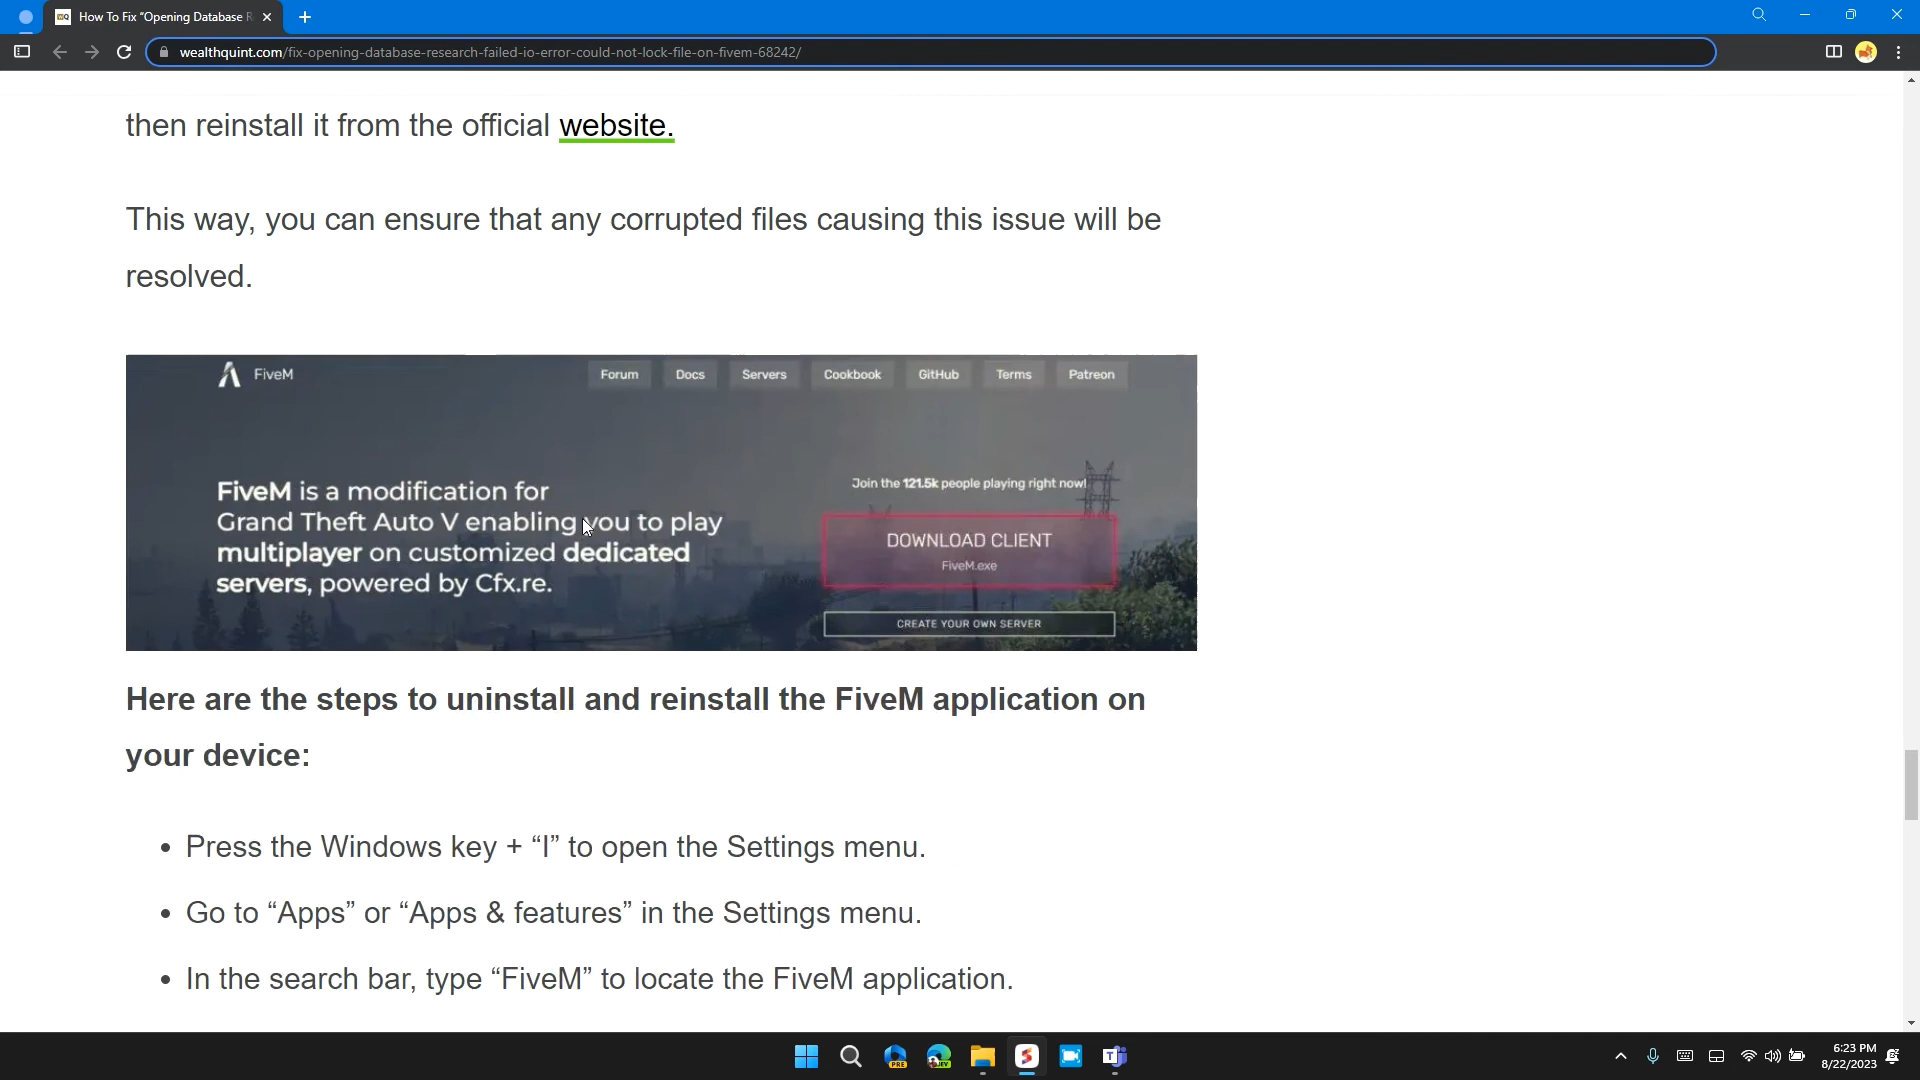 How To Fix "Opening Database R
wealthquint.com/fix-opening-database-research-failed-io-error-could-not-lock-file-on-fivem-68242/
then reinstall it from the official website.
This way, you can ensure that any corrupted files causing this issue will be
resolved.
FiveM
Forum
Docs
Servers
Cookbook
GitHub
Terms
Patreon
FiveM is a modification for
Grand Theft Auto V enabling you to play
multiplayer on customized dedicated
servers, powered by Cfx.re.
Join the 121.5k people playing right now!
DOWNLOAD CLIENT
FiveM.exe
CREATE YOUR OWN SERVER
Here are the steps to uninstall and reinstall the FiveM application on
your device:
• Press the Windows key + “I” to open the Settings menu.
• Go to “Apps” or “Apps & features” in the Settings menu.
• In the search bar, type “FiveM” to locate the FiveM application.
PRE
DEV
6:23 PM
8/22/2023